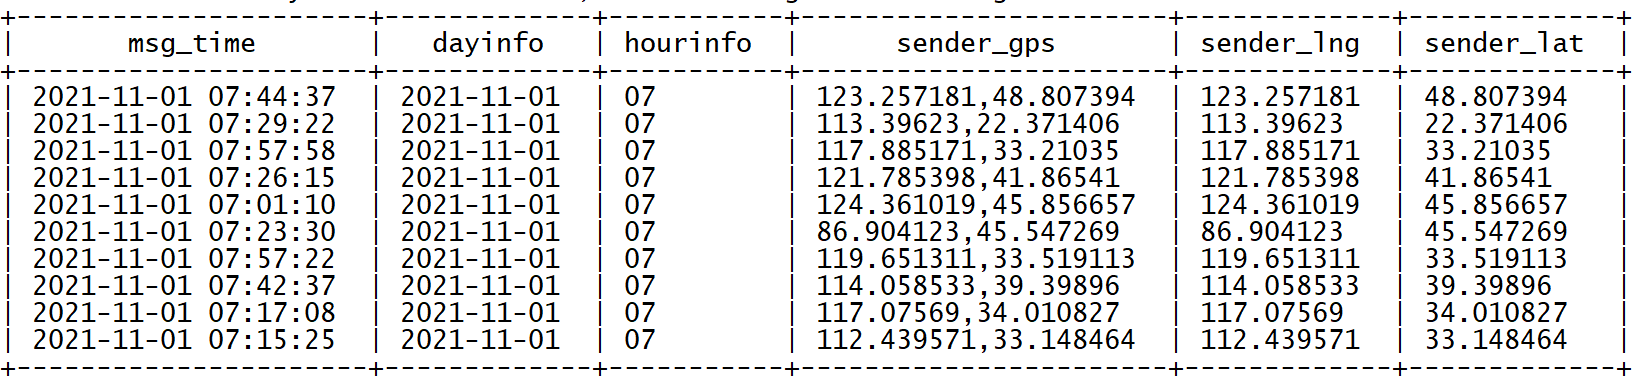 +----------------------+-------------+-----------+-----------------------+-------------+-------------+
|       msg_time       |   dayinfo   | hourinfo  |      sender_gps       | sender_lng  | sender_lat  |
+----------------------+-------------+-----------+-----------------------+-------------+-------------+
| 2021-11-01 07:44:37  | 2021-11-01  | 07        | 123.257181,48.807394  | 123.257181  | 48.807394   |
| 2021-11-01 07:29:22  | 2021-11-01  | 07        | 113.39623,22.371406   | 113.39623   | 22.371406   |
| 2021-11-01 07:57:58  | 2021-11-01  | 07        | 117.885171,33.21035   | 117.885171  | 33.21035    |
| 2021-11-01 07:26:15  | 2021-11-01  | 07        | 121.785398,41.86541   | 121.785398  | 41.86541    |
| 2021-11-01 07:01:10  | 2021-11-01  | 07        | 124.361019,45.856657  | 124.361019  | 45.856657   |
| 2021-11-01 07:23:30  | 2021-11-01  | 07        | 86.904123,45.547269   | 86.904123   | 45.547269   |
| 2021-11-01 07:57:22  | 2021-11-01  | 07        | 119.651311,33.519113  | 119.651311  | 33.519113   |
| 2021-11-01 07:42:37  | 2021-11-01  | 07        | 114.058533,39.39896   | 114.058533  | 39.39896    |
| 2021-11-01 07:17:08  | 2021-11-01  | 07        | 117.07569,34.010827   | 117.07569   | 34.010827   |
| 2021-11-01 07:15:25  | 2021-11-01  | 07        | 112.439571,33.148464  | 112.439571  | 33.148464   |
+----------------------+-------------+-----------+-----------------------+-------------+-------------+